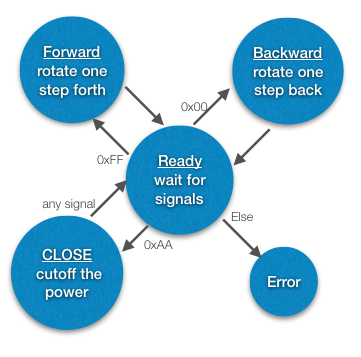 Forward
rotate one
step forth
Backward
rotate one
step back
0x00
0xFF
Ready
wait for
signals
any signal
Else
0xAA
CLOSE
cutoff the
power
Error